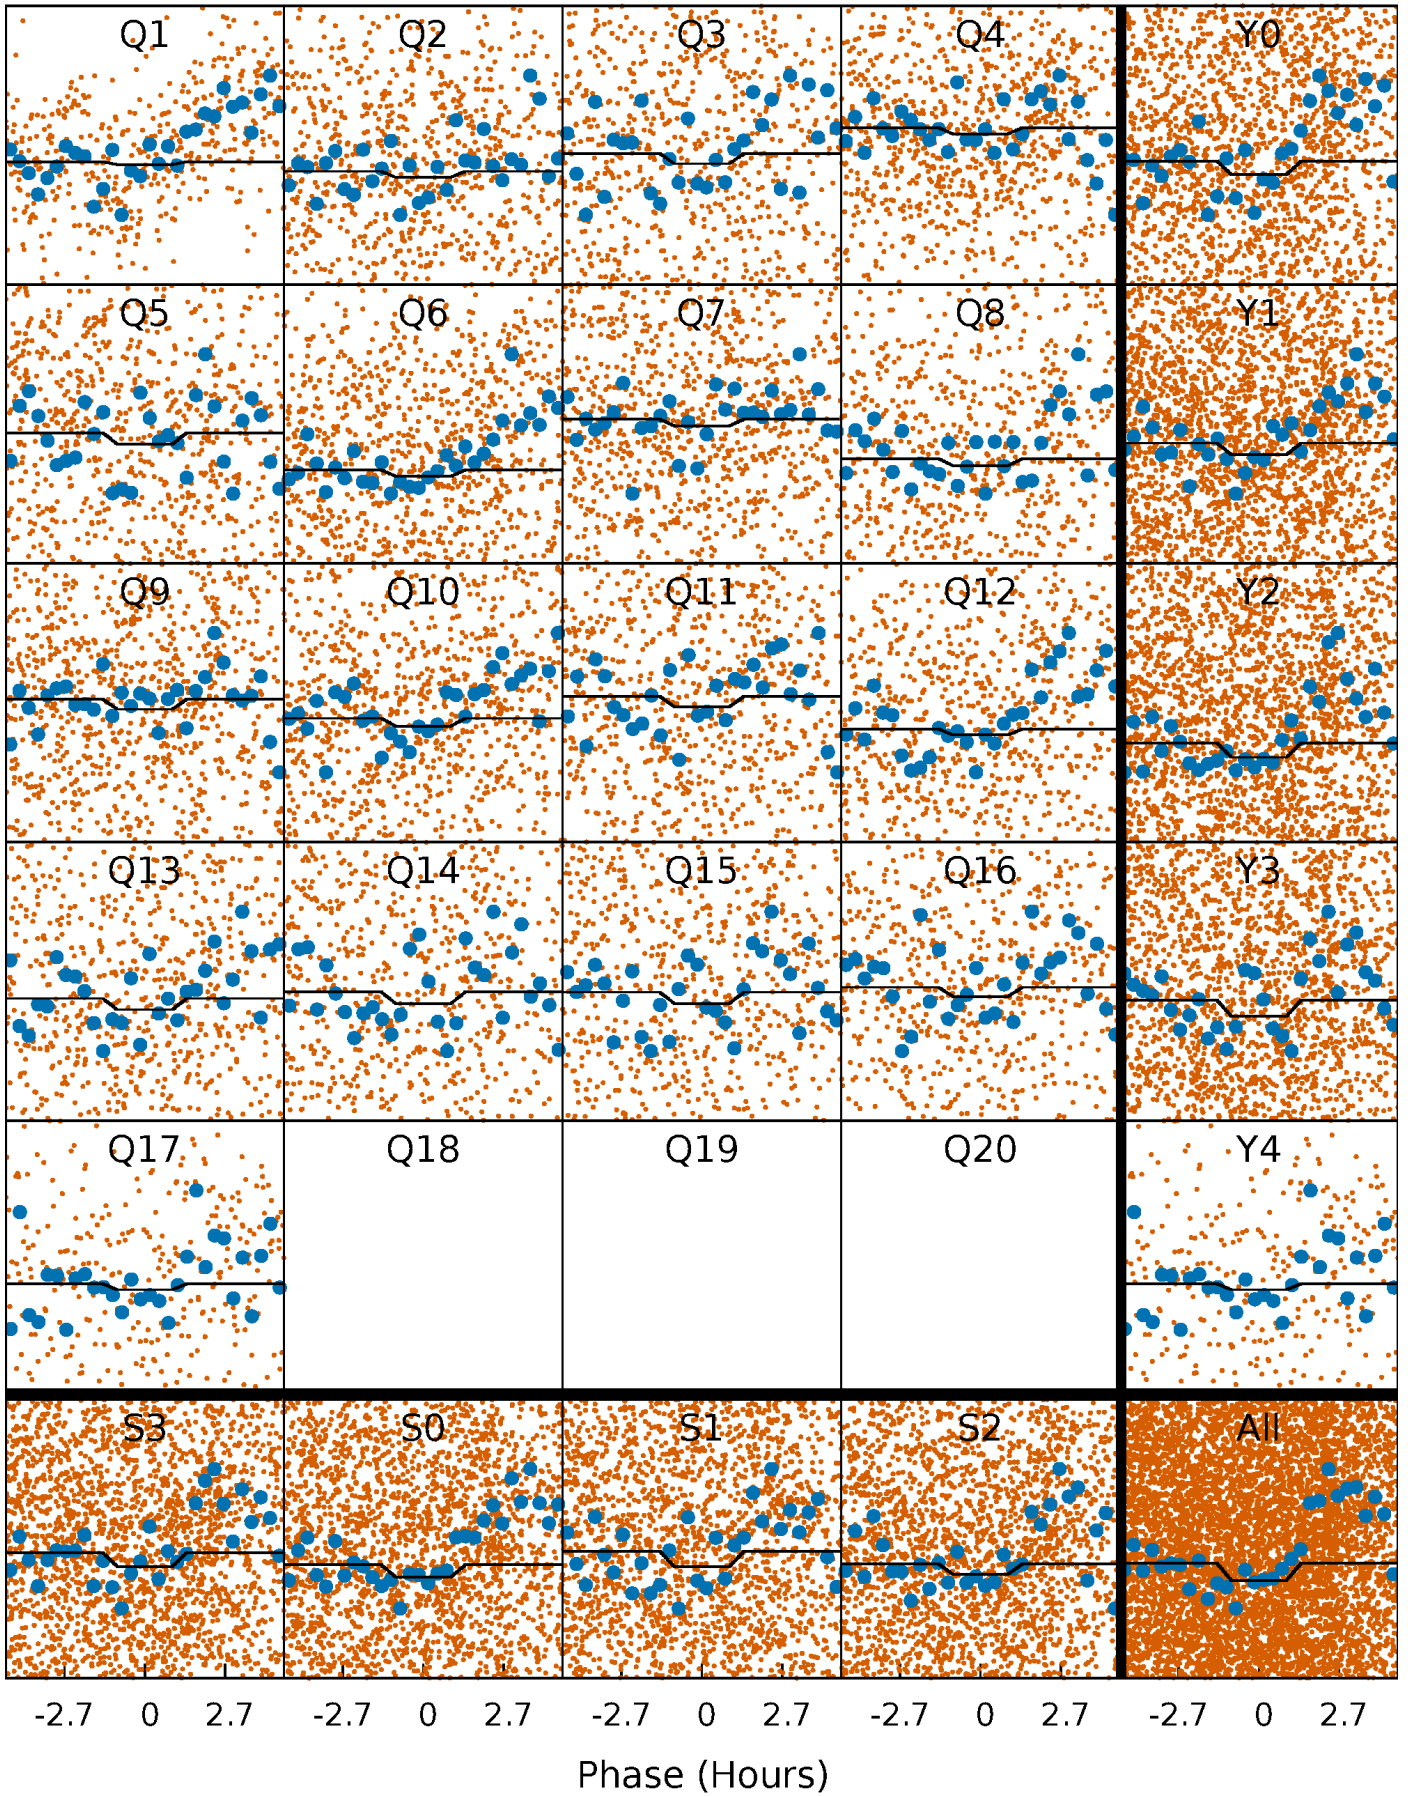 Q1 Q2 Q3 Q4 Y0
Q5 Q6 Q7 Q8 Y1
Q9 Q10 Q11 Q12 Y2
Q13 Q14 Q15 Q16 Y3
Q17 Q18 Q19 Q20 Y4
S3 S0 S1 S2 All
-2.7 0 2.7 -2.7 0 2.7 -2.7 0 2.7 -2.7 0 2.7 -2.7 0 2.7
Phase (Hours)